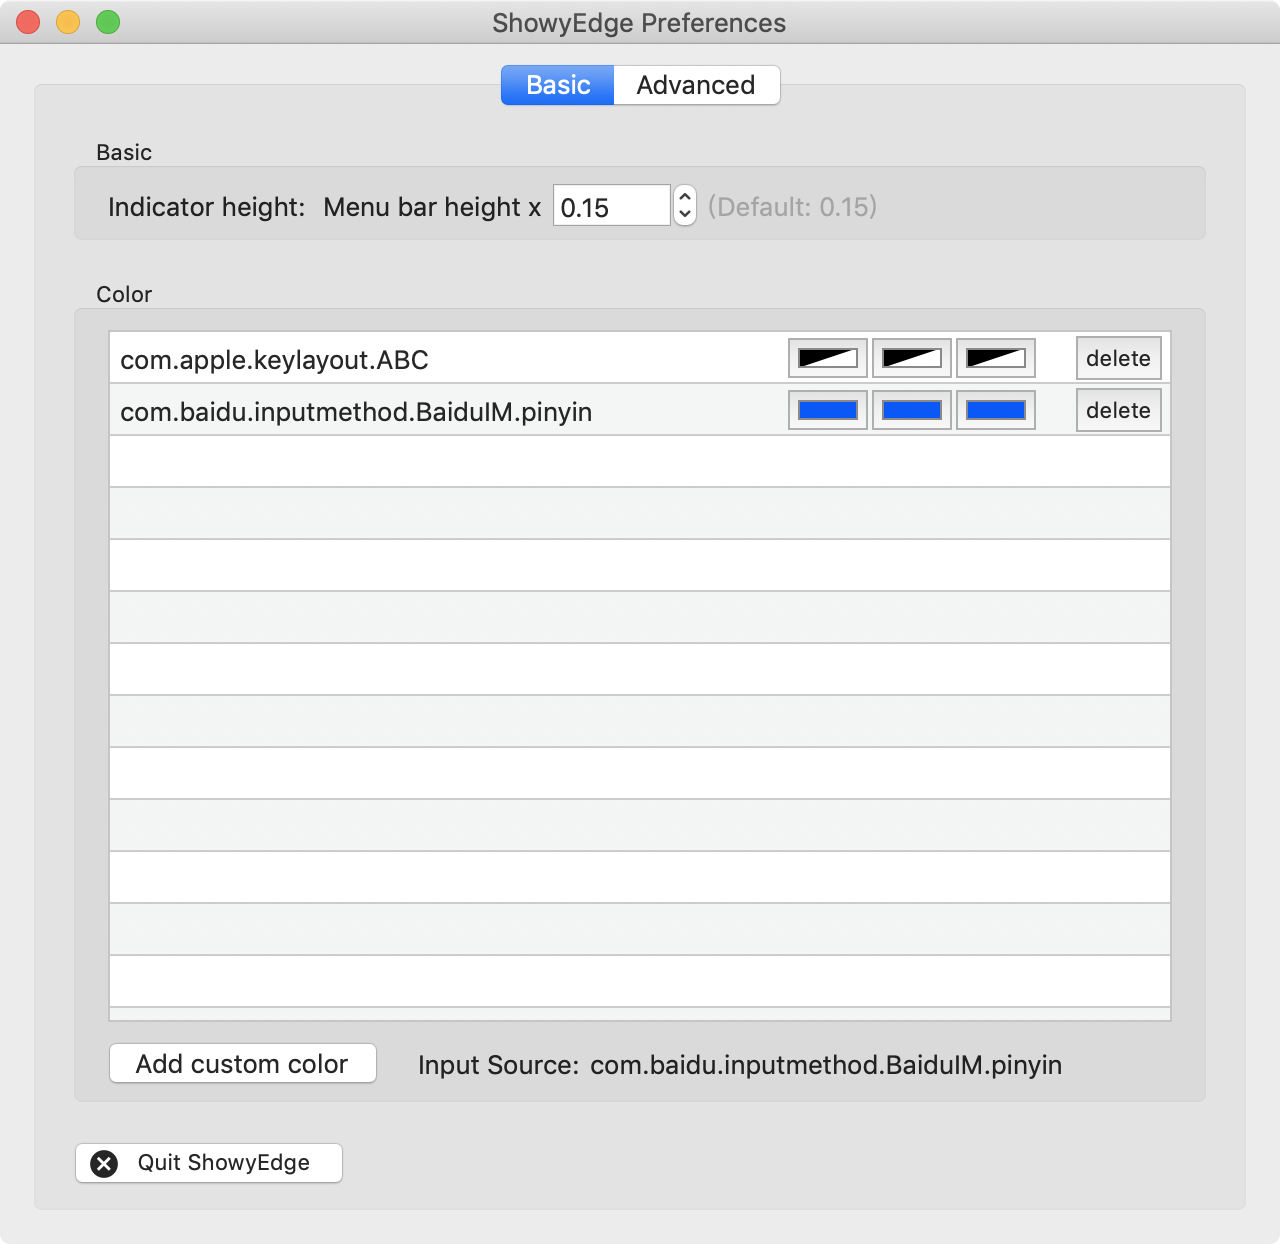 ShowyEdge Preferences
Basic Advanced
Basic
Indicator height: Menu bar height x 0.15 (Default: 0.15)
Color
com.apple.keylayout.ABC delete
com.baidu.inputmethod.BaiduIM.pinyin delete
Add custom color Input Source: com.baidu.inputmethod.BaiduIM.pinyin
Quit ShowyEdge